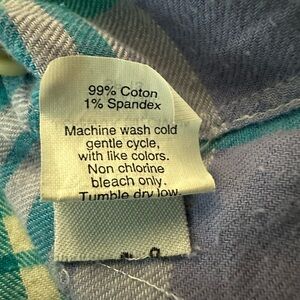 99% Coton
1% Spandex
Machine wash cold
gentle cycle,
with like colors.
Non chlorine
bleach only.
Tumble dry low